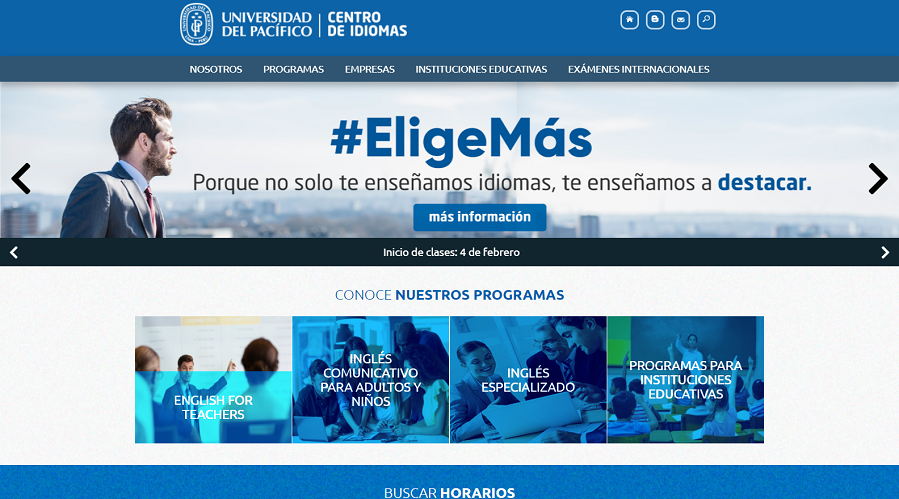 UNIVERSIDAD
DEL PACÍFICO
CENTRO
DE IDIOMAS
NOSOTROS
PROGRAMAS
EMPRESAS
INSTITUCIONES EDUCATIVAS
EXÁMENES INTERNACIONALES
#EligeMás
Porque no solo te enseñamos idiomas, te enseñamos a destacar.
más información
Inicio de clases: 4 de febrero
CONOCE NUESTROS PROGRAMAS
ENGLISH FOR
TEACHERS
INGLÉS
COMUNICATIVO
PARA ADULTOS Y
NIÑOS
INGLÉS
ESPECIALIZADO
PROGRAMAS PARA
INSTITUCIONES
EDUCATIVAS
BUSCAR HORARIOS